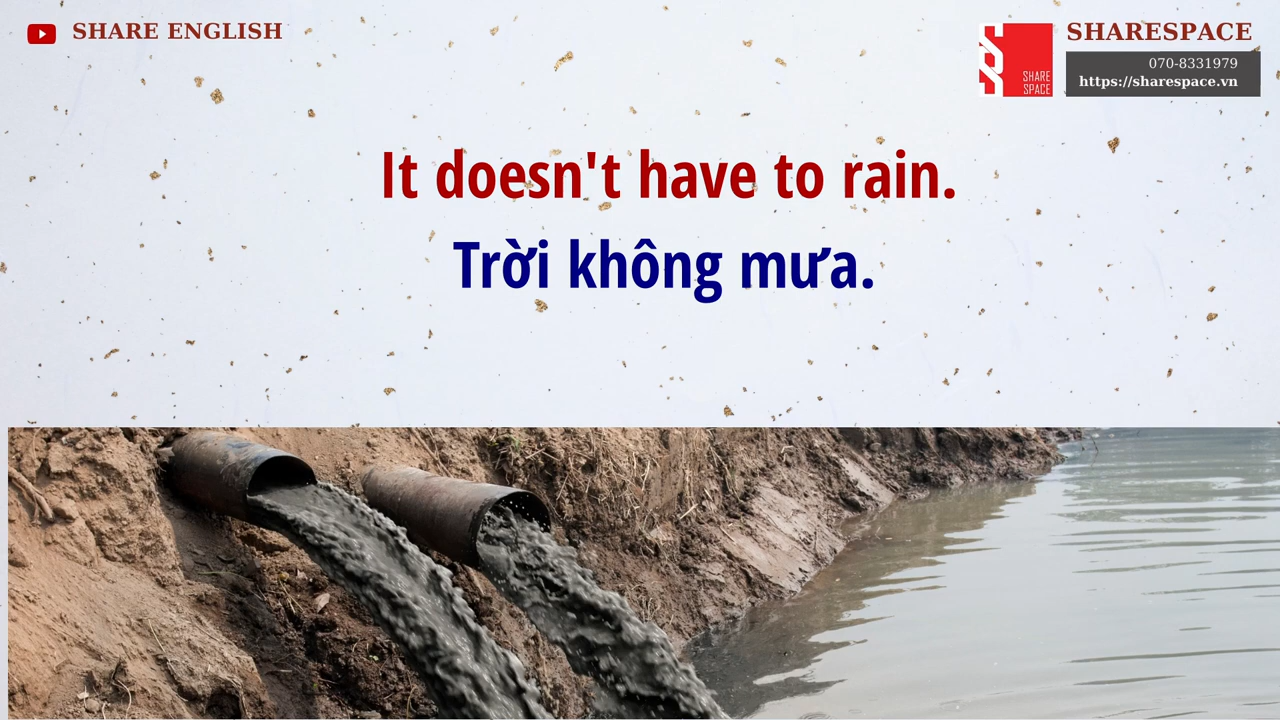 SHARE ENGLISH
SHARESPACE
070-8331979
https://sharespace.vn
SHARE
SPACE
It doesn't have to rain.
Trời không mưa.